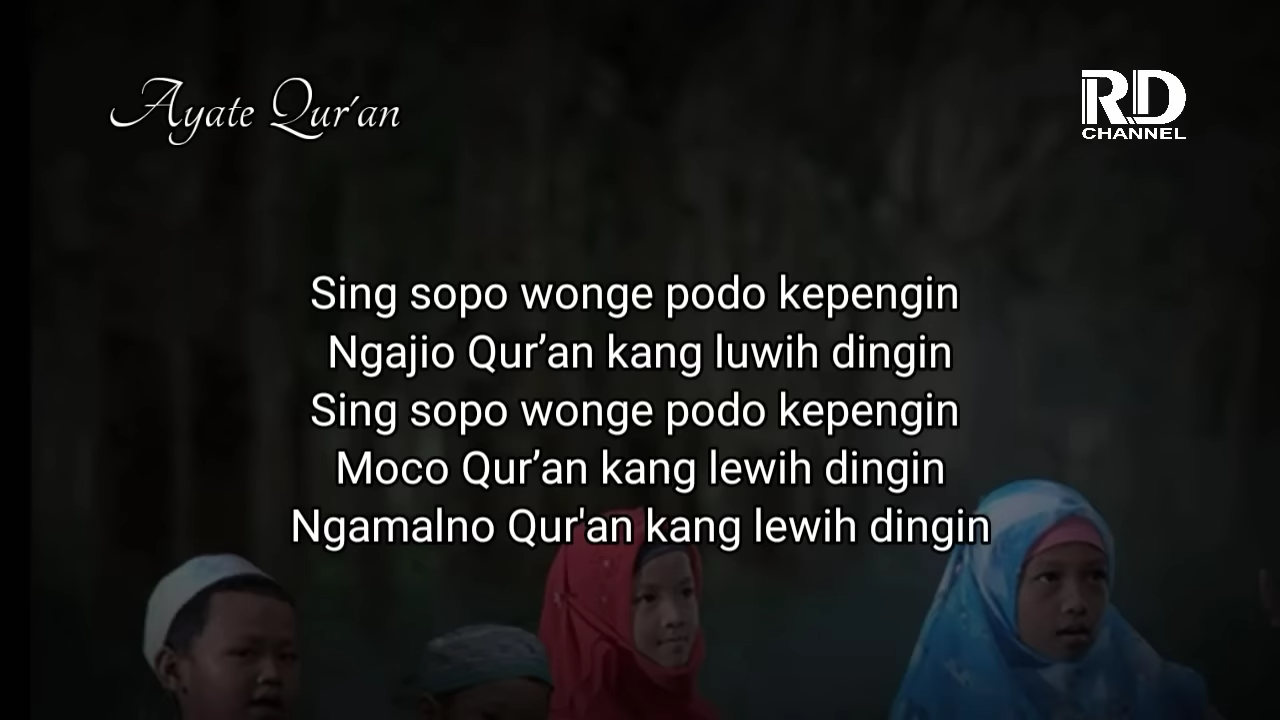 Ayate Qur'an
RD
CHANNEL
Sing sopo wonge podo kepengin
Ngajio Qur’an kang luwih dingin
Sing sopo wonge podo kepengin
Moco Qur’an kang lewih dingin
Ngamalno Qur'an kang lewih dingin